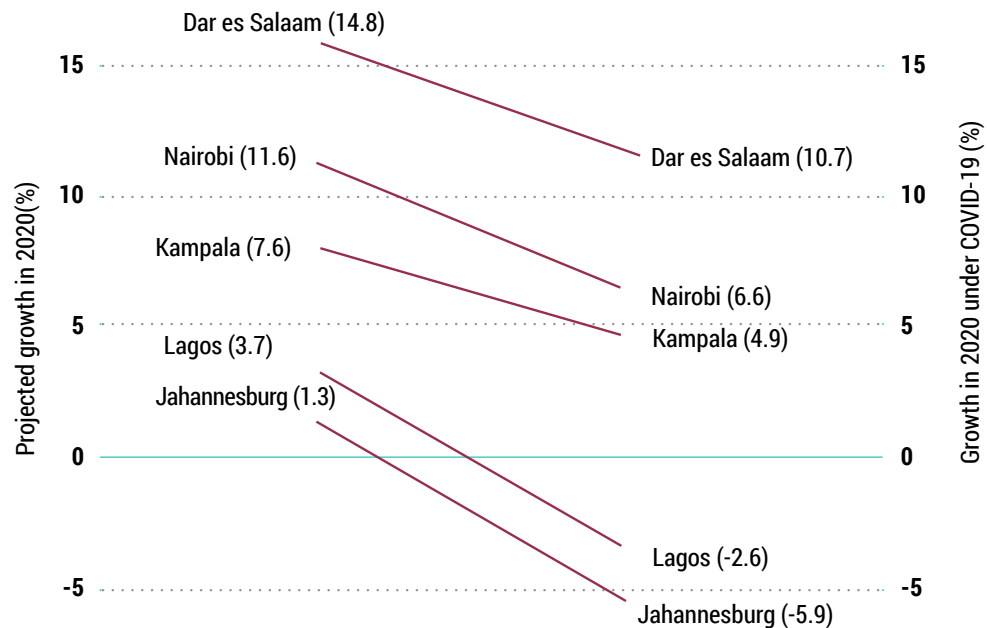 Dar es Salaam (14.8)
15
15
Nairobi (11.6)
Dar es Salaam (10.7)
10
10
Kampala (7.6)
Nairobi (6.6)
5
5
Kampala (4.9)
Lagos (3.7)
Jahannesburg (1.3)
0
0
Lagos (-2.6)
-5
-5
Jahannesburg (-5.9)
Projected growth in 2020(%)
Growth in 2020 under COVID-19 (%)